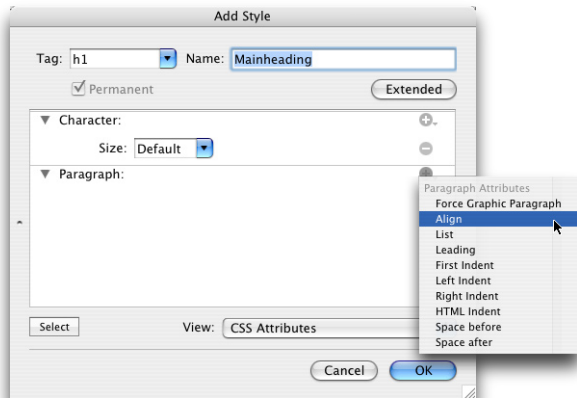 Add Style
Tag: h1 Name: Mainheading
Permanent Extended
Character:
Size: Default
Paragraph:
Paragraph Attributes
Force Graphic Paragraph
Align
List
Leading
First Indent
Left Indent
Right Indent
HTML Indent
Space before
Space after
Select View: CSS Attributes
Cancel OK